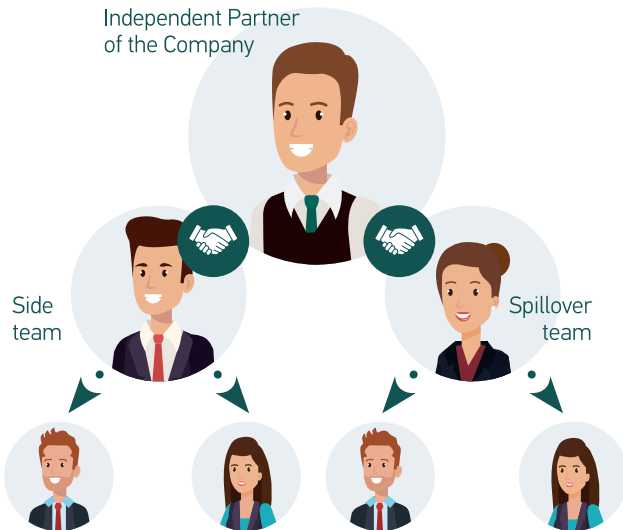 Independent Partner
of the Company
Side
team
Spillover
team